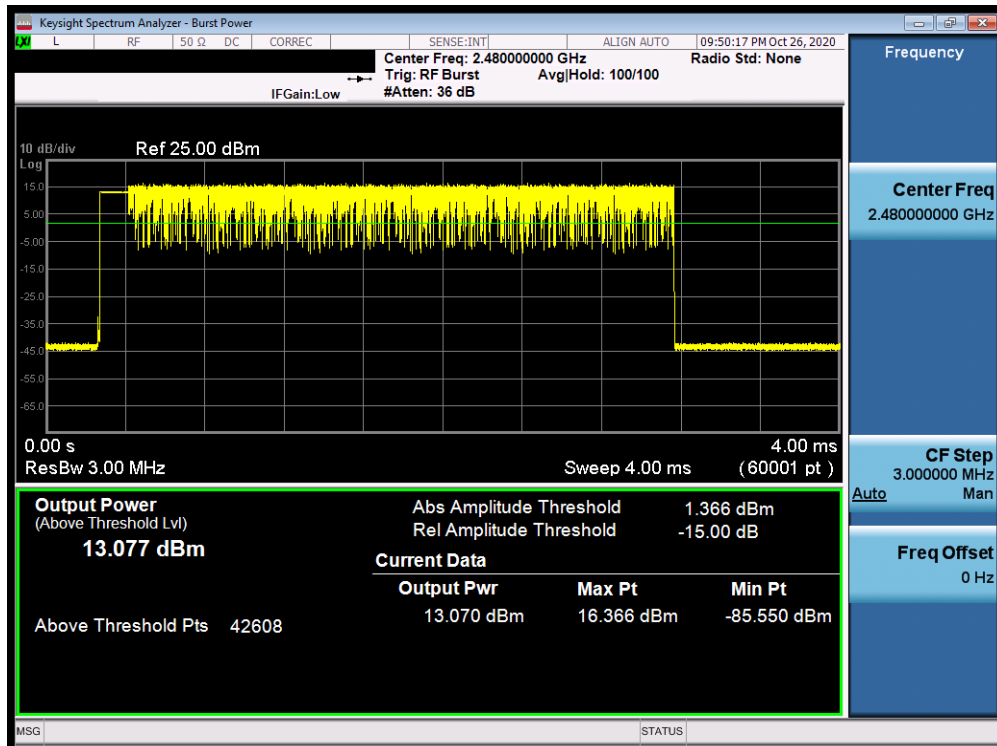 Keysight Spectrum Analyzer - Burst Power
LXI L RF 50 Ω DC CORREC SENSE:INT ALIGN AUTO 09:50:17 PM Oct 26, 2020
Center Freq: 2.480000000 GHz Radio Std: None
Trig: RF Burst Avg|Hold: 100/100
IFGain:Low #Atten: 36 dB
Frequency
10 dB/div Ref 25.00 dBm
Log
15.0
5.00
-5.00
-15.0
-25.0
-35.0
-45.0
-55.0
-65.0
0.00 s 4.00 ms
ResBw 3.00 MHz Sweep 4.00 ms (60001 pt)
Center Freq
2.480000000 GHz
CF Step
3.000000 MHz
Auto Man
Freq Offset
0 Hz
Output Power
(Above Threshold Lvl)
13.077 dBm
Above Threshold Pts 42608
Abs Amplitude Threshold 1.366 dBm
Rel Amplitude Threshold -15.00 dB
Current Data
Output Pwr Max Pt Min Pt
13.070 dBm 16.366 dBm -85.550 dBm
MSG STATUS